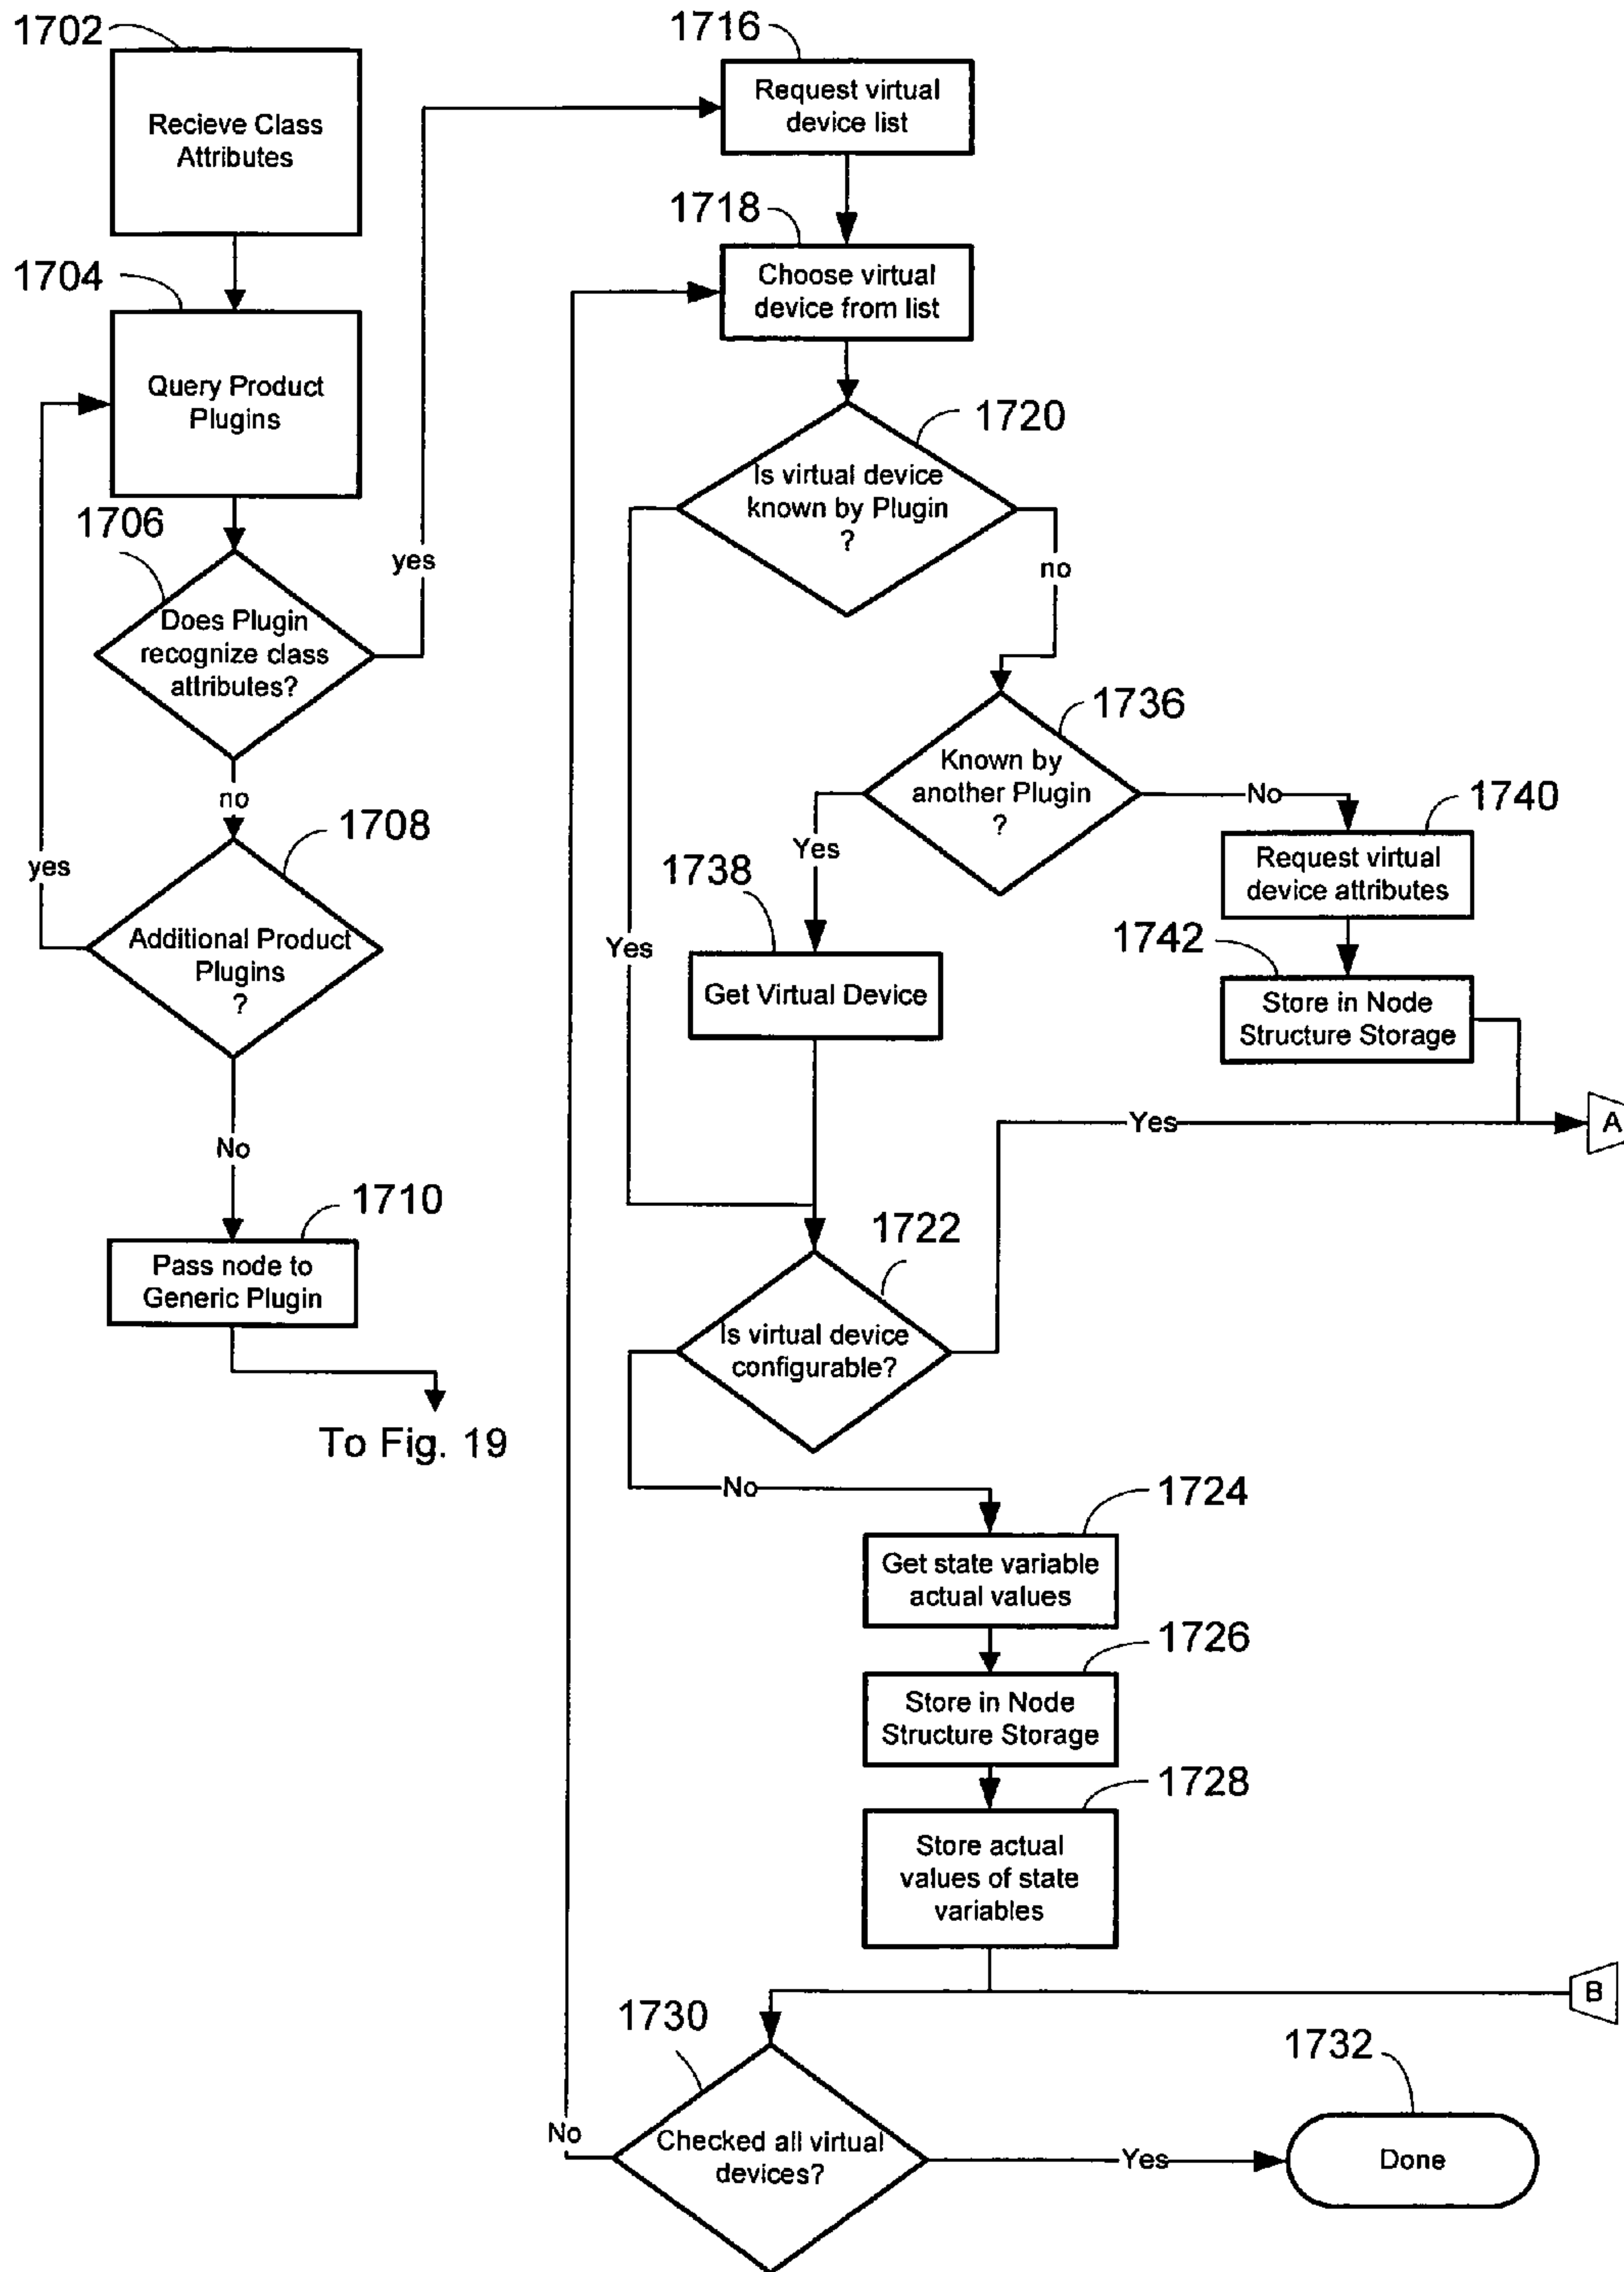 1702
Recieve Class
Attributes
1704
Query Product
Plugins
1706
Does Plugin
recognize class
attributes?
yes
no
1708
Additional Product
Plugins
?
yes
No
1710
Pass node to
Generic Plugin
To Fig. 19
1716
Request virtual
device list
1718
Choose virtual
device from list
1720
Is virtual device
known by Plugin
?
no
Yes
1736
Known by
another Plugin
?
Yes
No
1738
Get Virtual Device
1740
Request virtual
device attributes
1742
Store in Node
Structure Storage
Yes
A
1722
Is virtual device
configurable?
No
1724
Get state variable
actual values
1726
Store in Node
Structure Storage
1728
Store actual
values of state
variables
B
1730
Checked all virtual
devices?
No
Yes
1732
Done